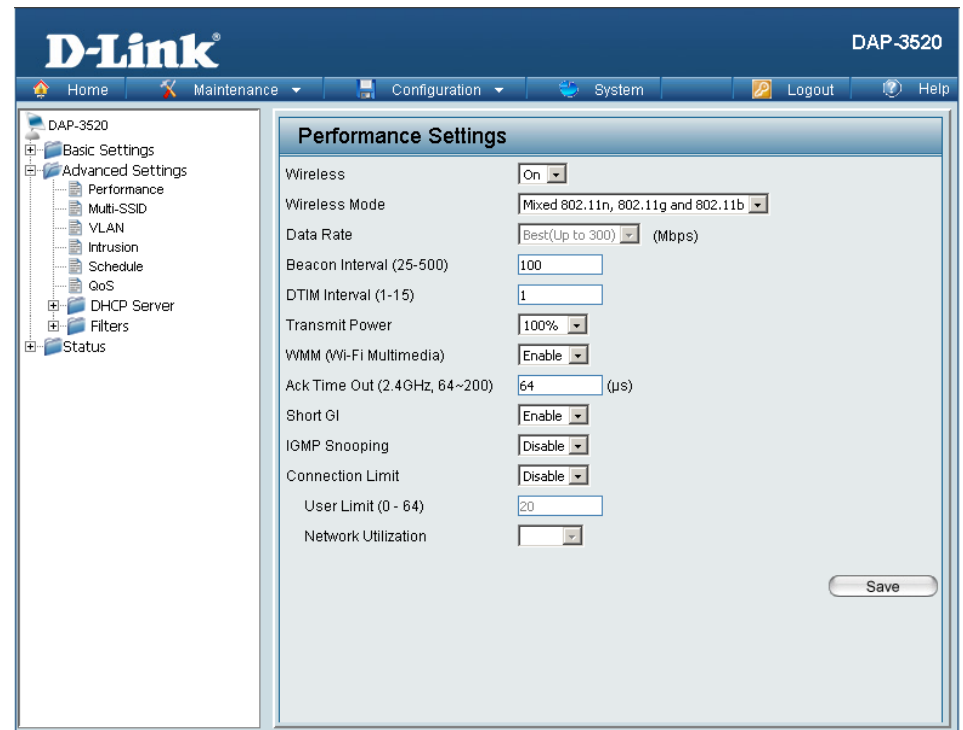 D-Link®
DAP-3520
Home Maintenance Configuration System Logout Help
DAP-3520
Basic Settings
Advanced Settings
Performance
Multi-SSID
VLAN
Intrusion
Schedule
QoS
DHCP Server
Filters
Status
Performance Settings
Wireless On
Wireless Mode Mixed 802.11n, 802.11g and 802.11b
Data Rate Best(Up to 300) (Mbps)
Beacon Interval (25-500) 100
DTIM Interval (1-15) 1
Transmit Power 100%
WMM (Wi-Fi Multimedia) Enable
Ack Time Out (2.4GHz, 64~200) 64 (µs)
Short GI Enable
IGMP Snooping Disable
Connection Limit Disable
User Limit (0 - 64) 20
Network Utilization
Save